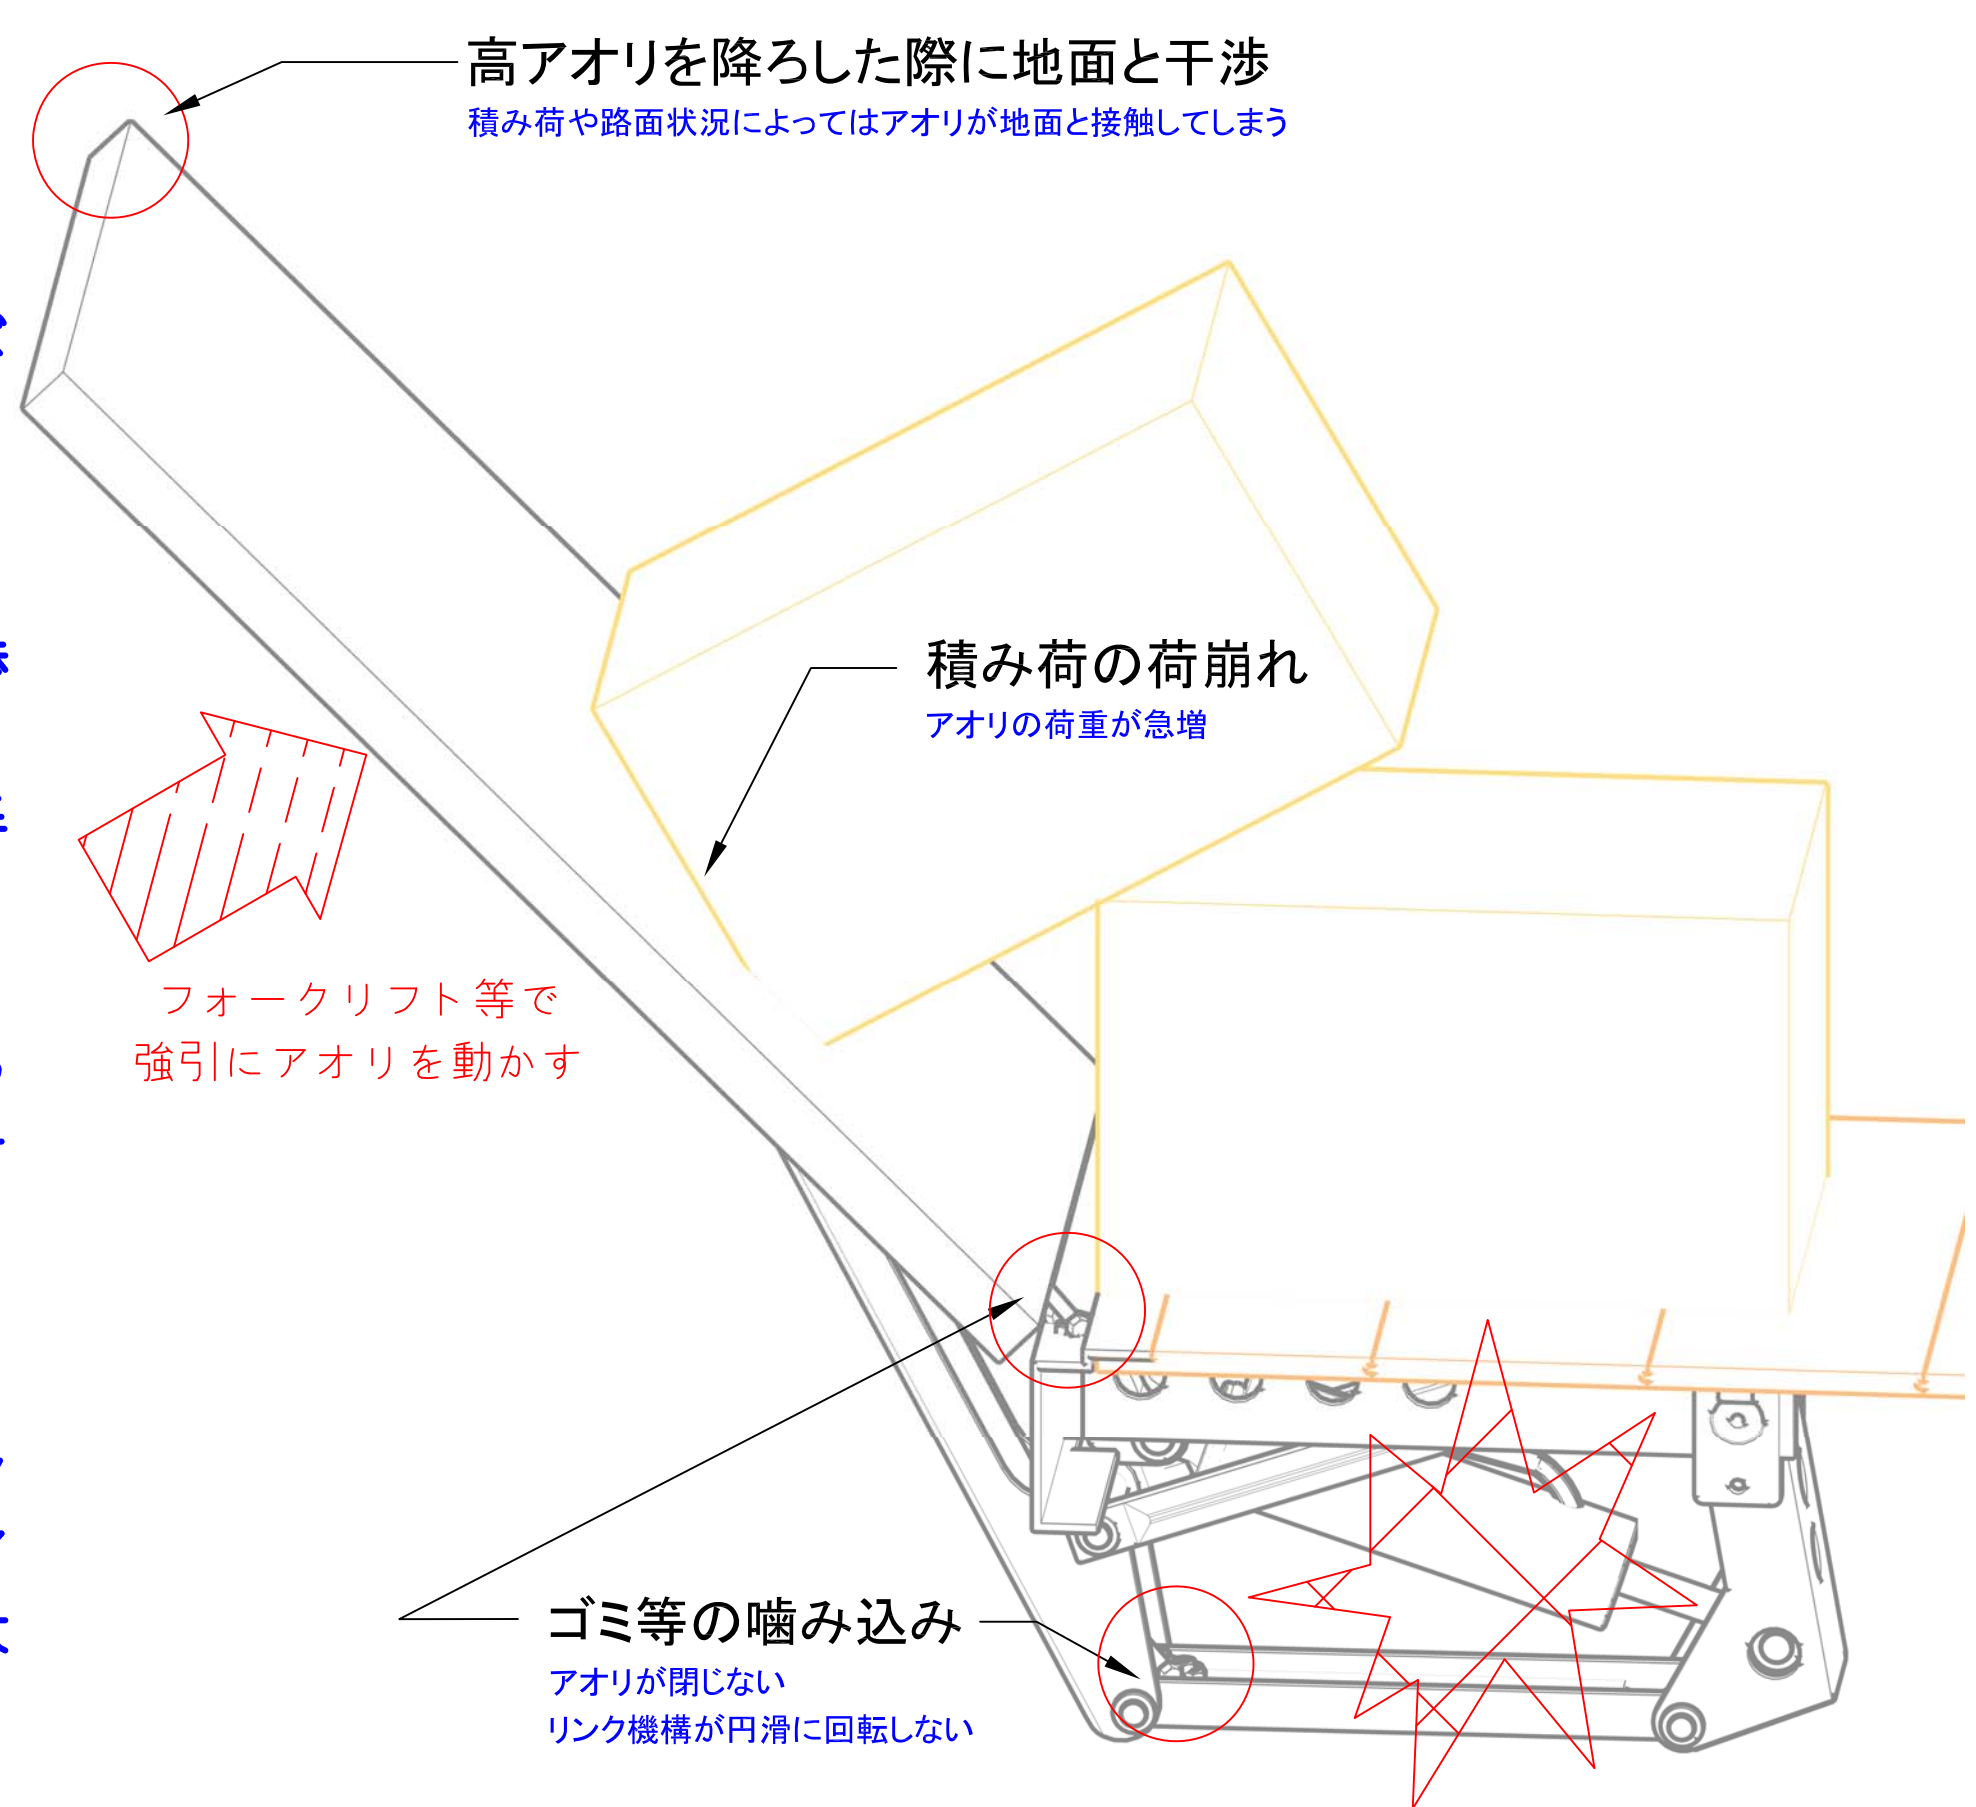 高アオリを降ろした際に地面と干渉
積み荷や路面状況によってはアオリが地面と接触してしまう
積み荷の荷崩れ
アオリの荷重が急増
フォークリフト等で
強引にアオリを動かす
ゴミ等の噛み込み
アオリが閉じない
リンク機構が円滑に回転しない